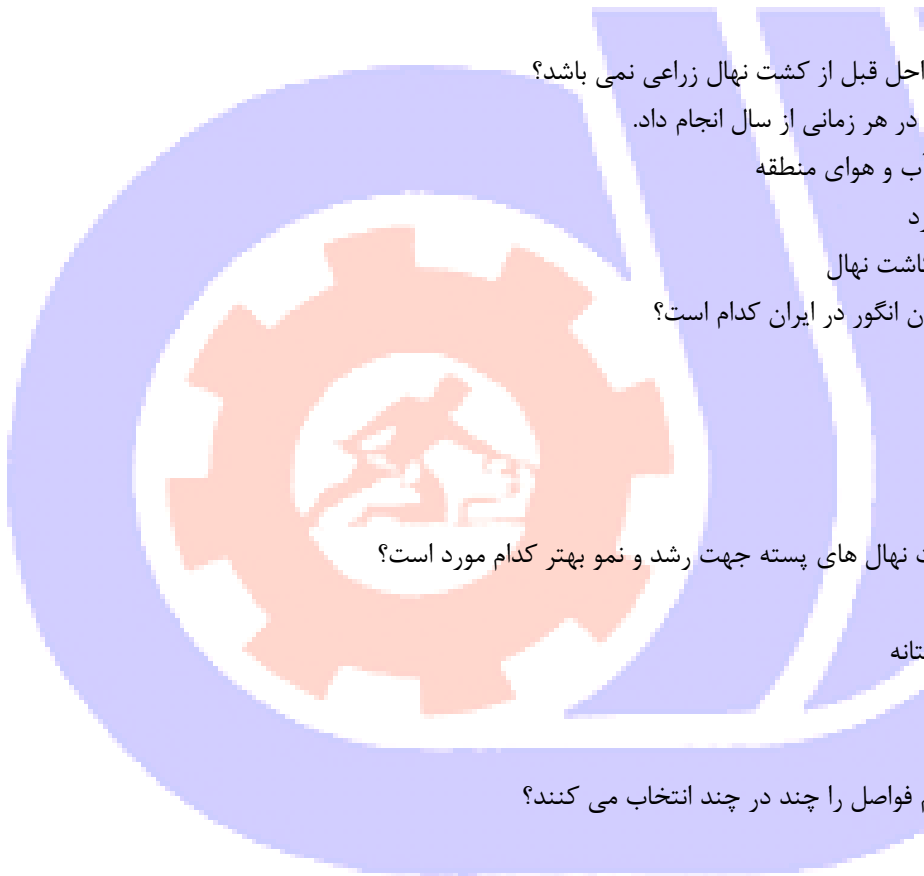 احل قبل از کشت نهال زراعی نمی باشد؟
در هر زمانی از سال انجام داد.
آب و هوای منطقه
رد
کاشت نهال
ن انگور در ایران کدام است؟
ت نهال های پسته جهت رشد و نمو بهتر کدام مورد است؟
ستانه
فواصل را چند در چند انتخاب می کنند؟